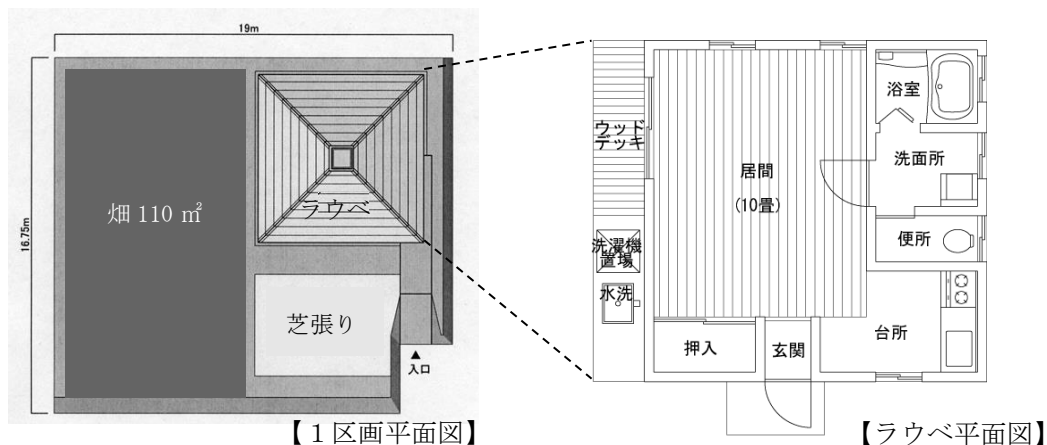 19m
16.75m
畑 110 ㎡
ラウベ
芝張り
▲
入口
【１区画平面図】
ウッド
デッキ
洗濯機
置場
水洗
居間
(10畳)
浴室
洗面所
便所
台所
押入
玄関
【ラウベ平面図】